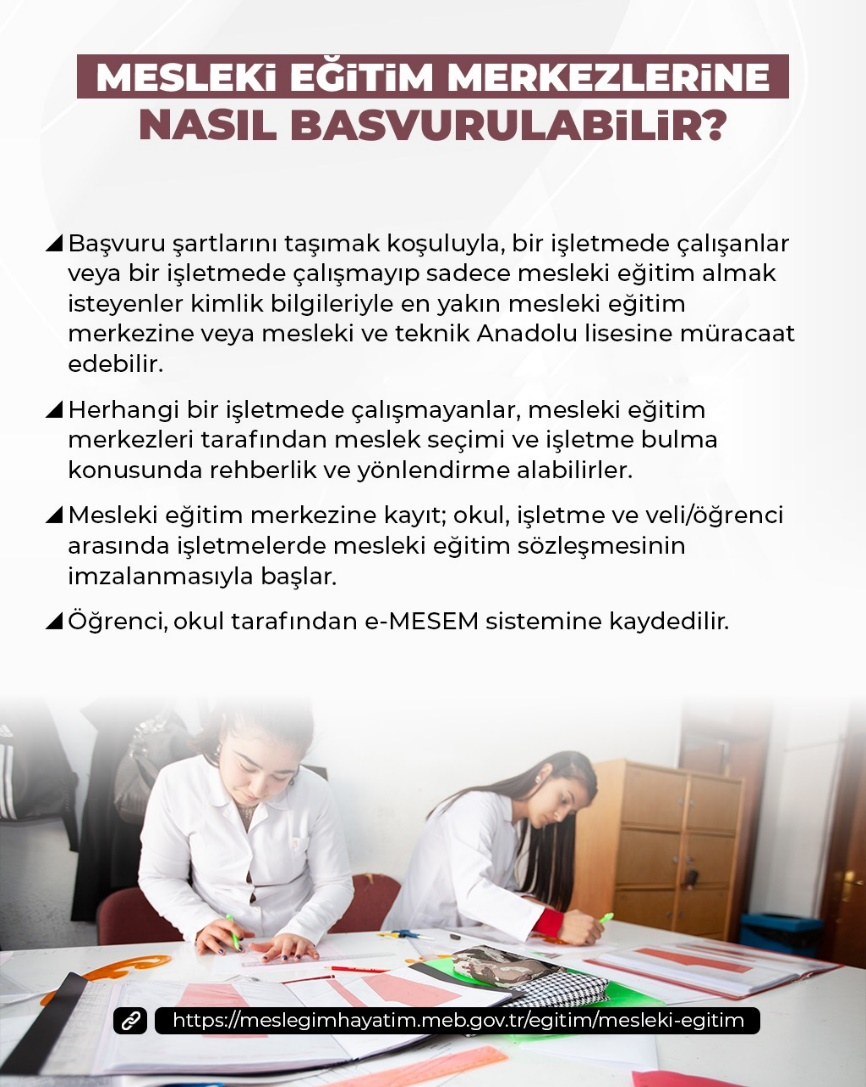 MESLEKİ EĞİTİM MERKEZLERİNE
NASIL BASVURULABİLİR?
Başvuru şartlarını taşımak koşuluyla, bir işletmede çalışanlar
veya bir işletmede çalışmayıp sadece mesleki eğitim almak
isteyenler kimlik bilgileriyle en yakın mesleki eğitim
merkezine veya mesleki ve teknik Anadolu lisesine müracaat
edebilir.
Herhangi bir işletmede çalışmayanlar, mesleki eğitim
merkezleri tarafından meslek seçimi ve işletme bulma
konusunda rehberlik ve yönlendirme alabilirler.
Mesleki eğitim merkezine kayıt; okul, işletme ve veli/öğrenci
arasında işletmelerde mesleki eğitim sözleşmesinin
imzalanmasıyla başlar.
Öğrenci, okul tarafından e-MESEM sistemine kaydedilir.
https://meslegimhayatim.meb.gov.tr/egitim/mesleki-egitim